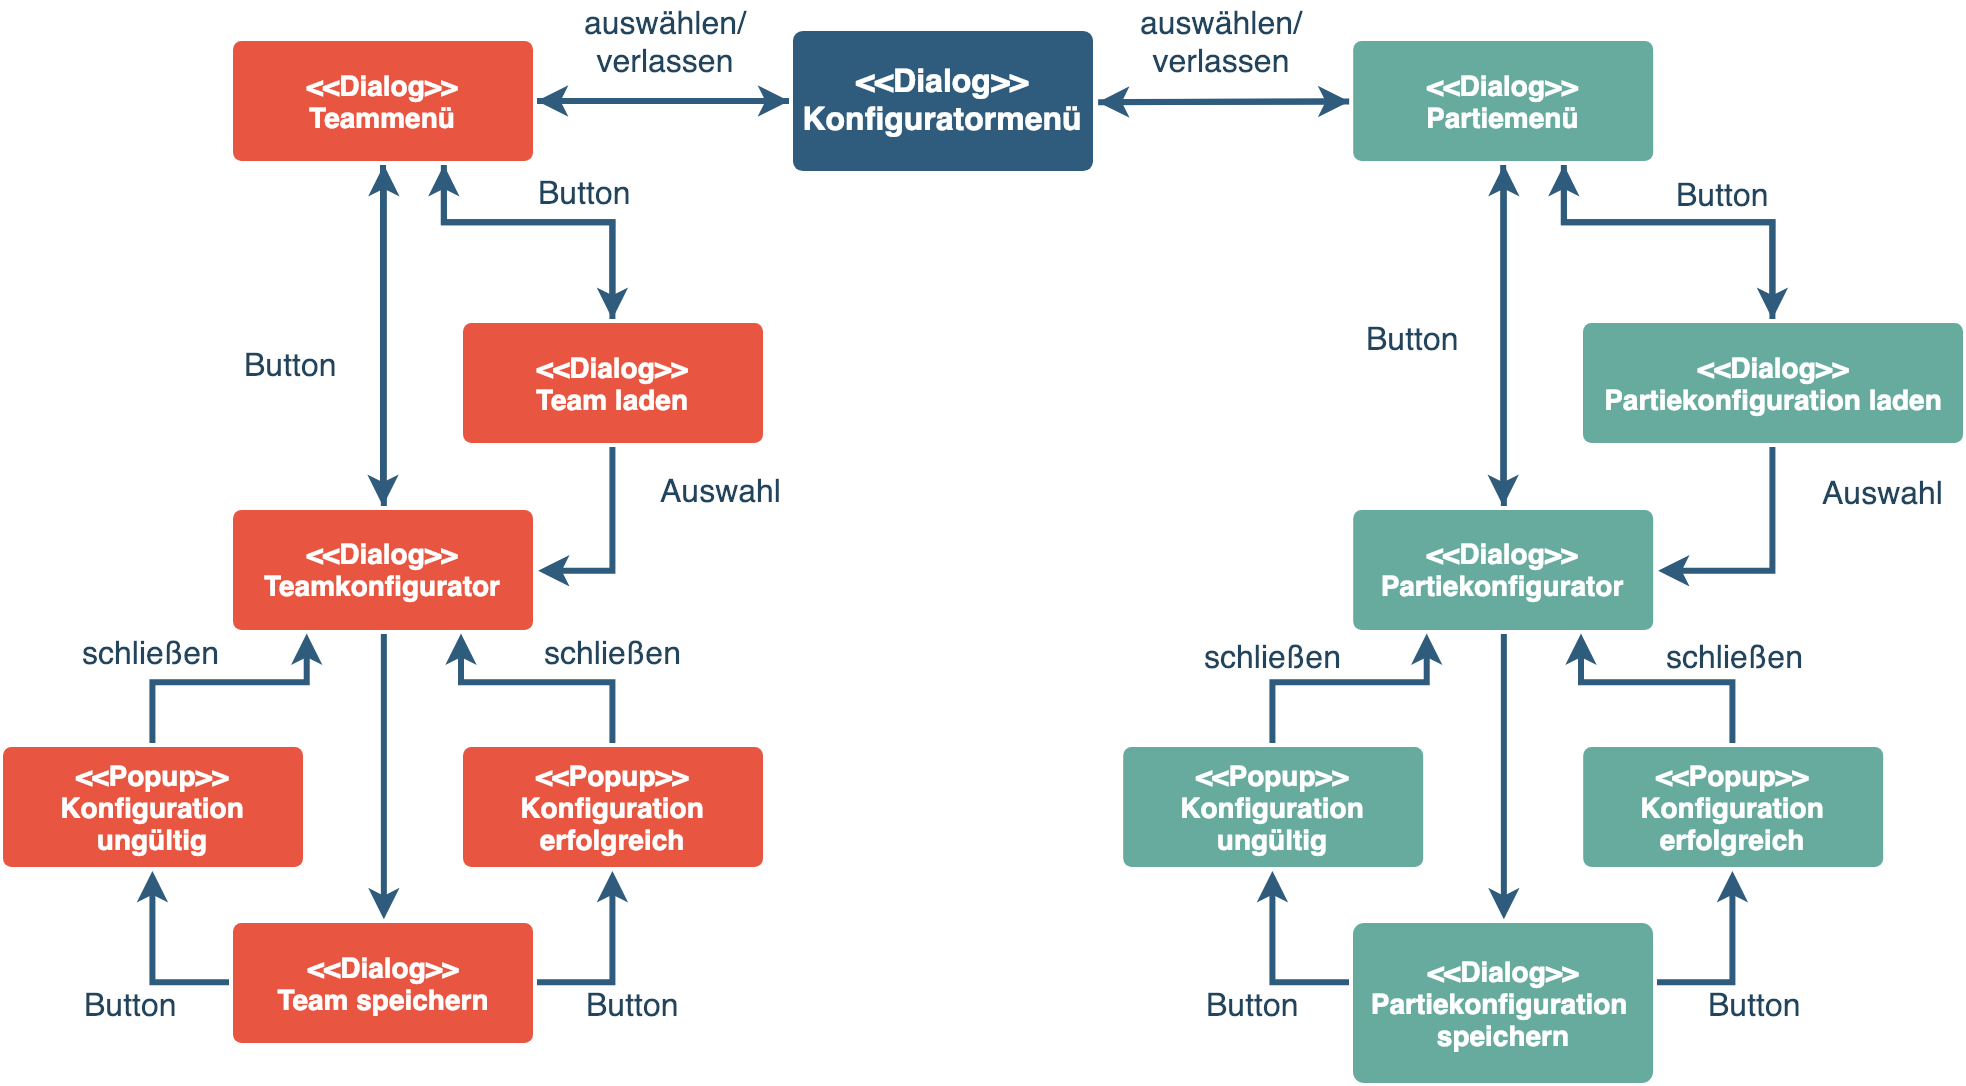 auswählen/
verlassen
auswählen/
verlassen
<<Dialog>>
Teammenü
<<Dialog>>
Konfiguratormenü
<<Dialog>>
Partiemenü
Button
Button
Button
Button
<<Dialog>>
Team laden
<<Dialog>>
Partiekonfiguration laden
Auswahl
Auswahl
<<Dialog>>
Teamkonfigurator
<<Dialog>>
Partiekonfigurator
schließen
schließen
schließen
schließen
<<Popup>>
Konfiguration
ungültig
<<Popup>>
Konfiguration
erfolgreich
<<Popup>>
Konfiguration
ungültig
<<Popup>>
Konfiguration
erfolgreich
<<Dialog>>
Team speichern
<<Dialog>>
Partiekonfiguration
speichern
Button
Button
Button
Button